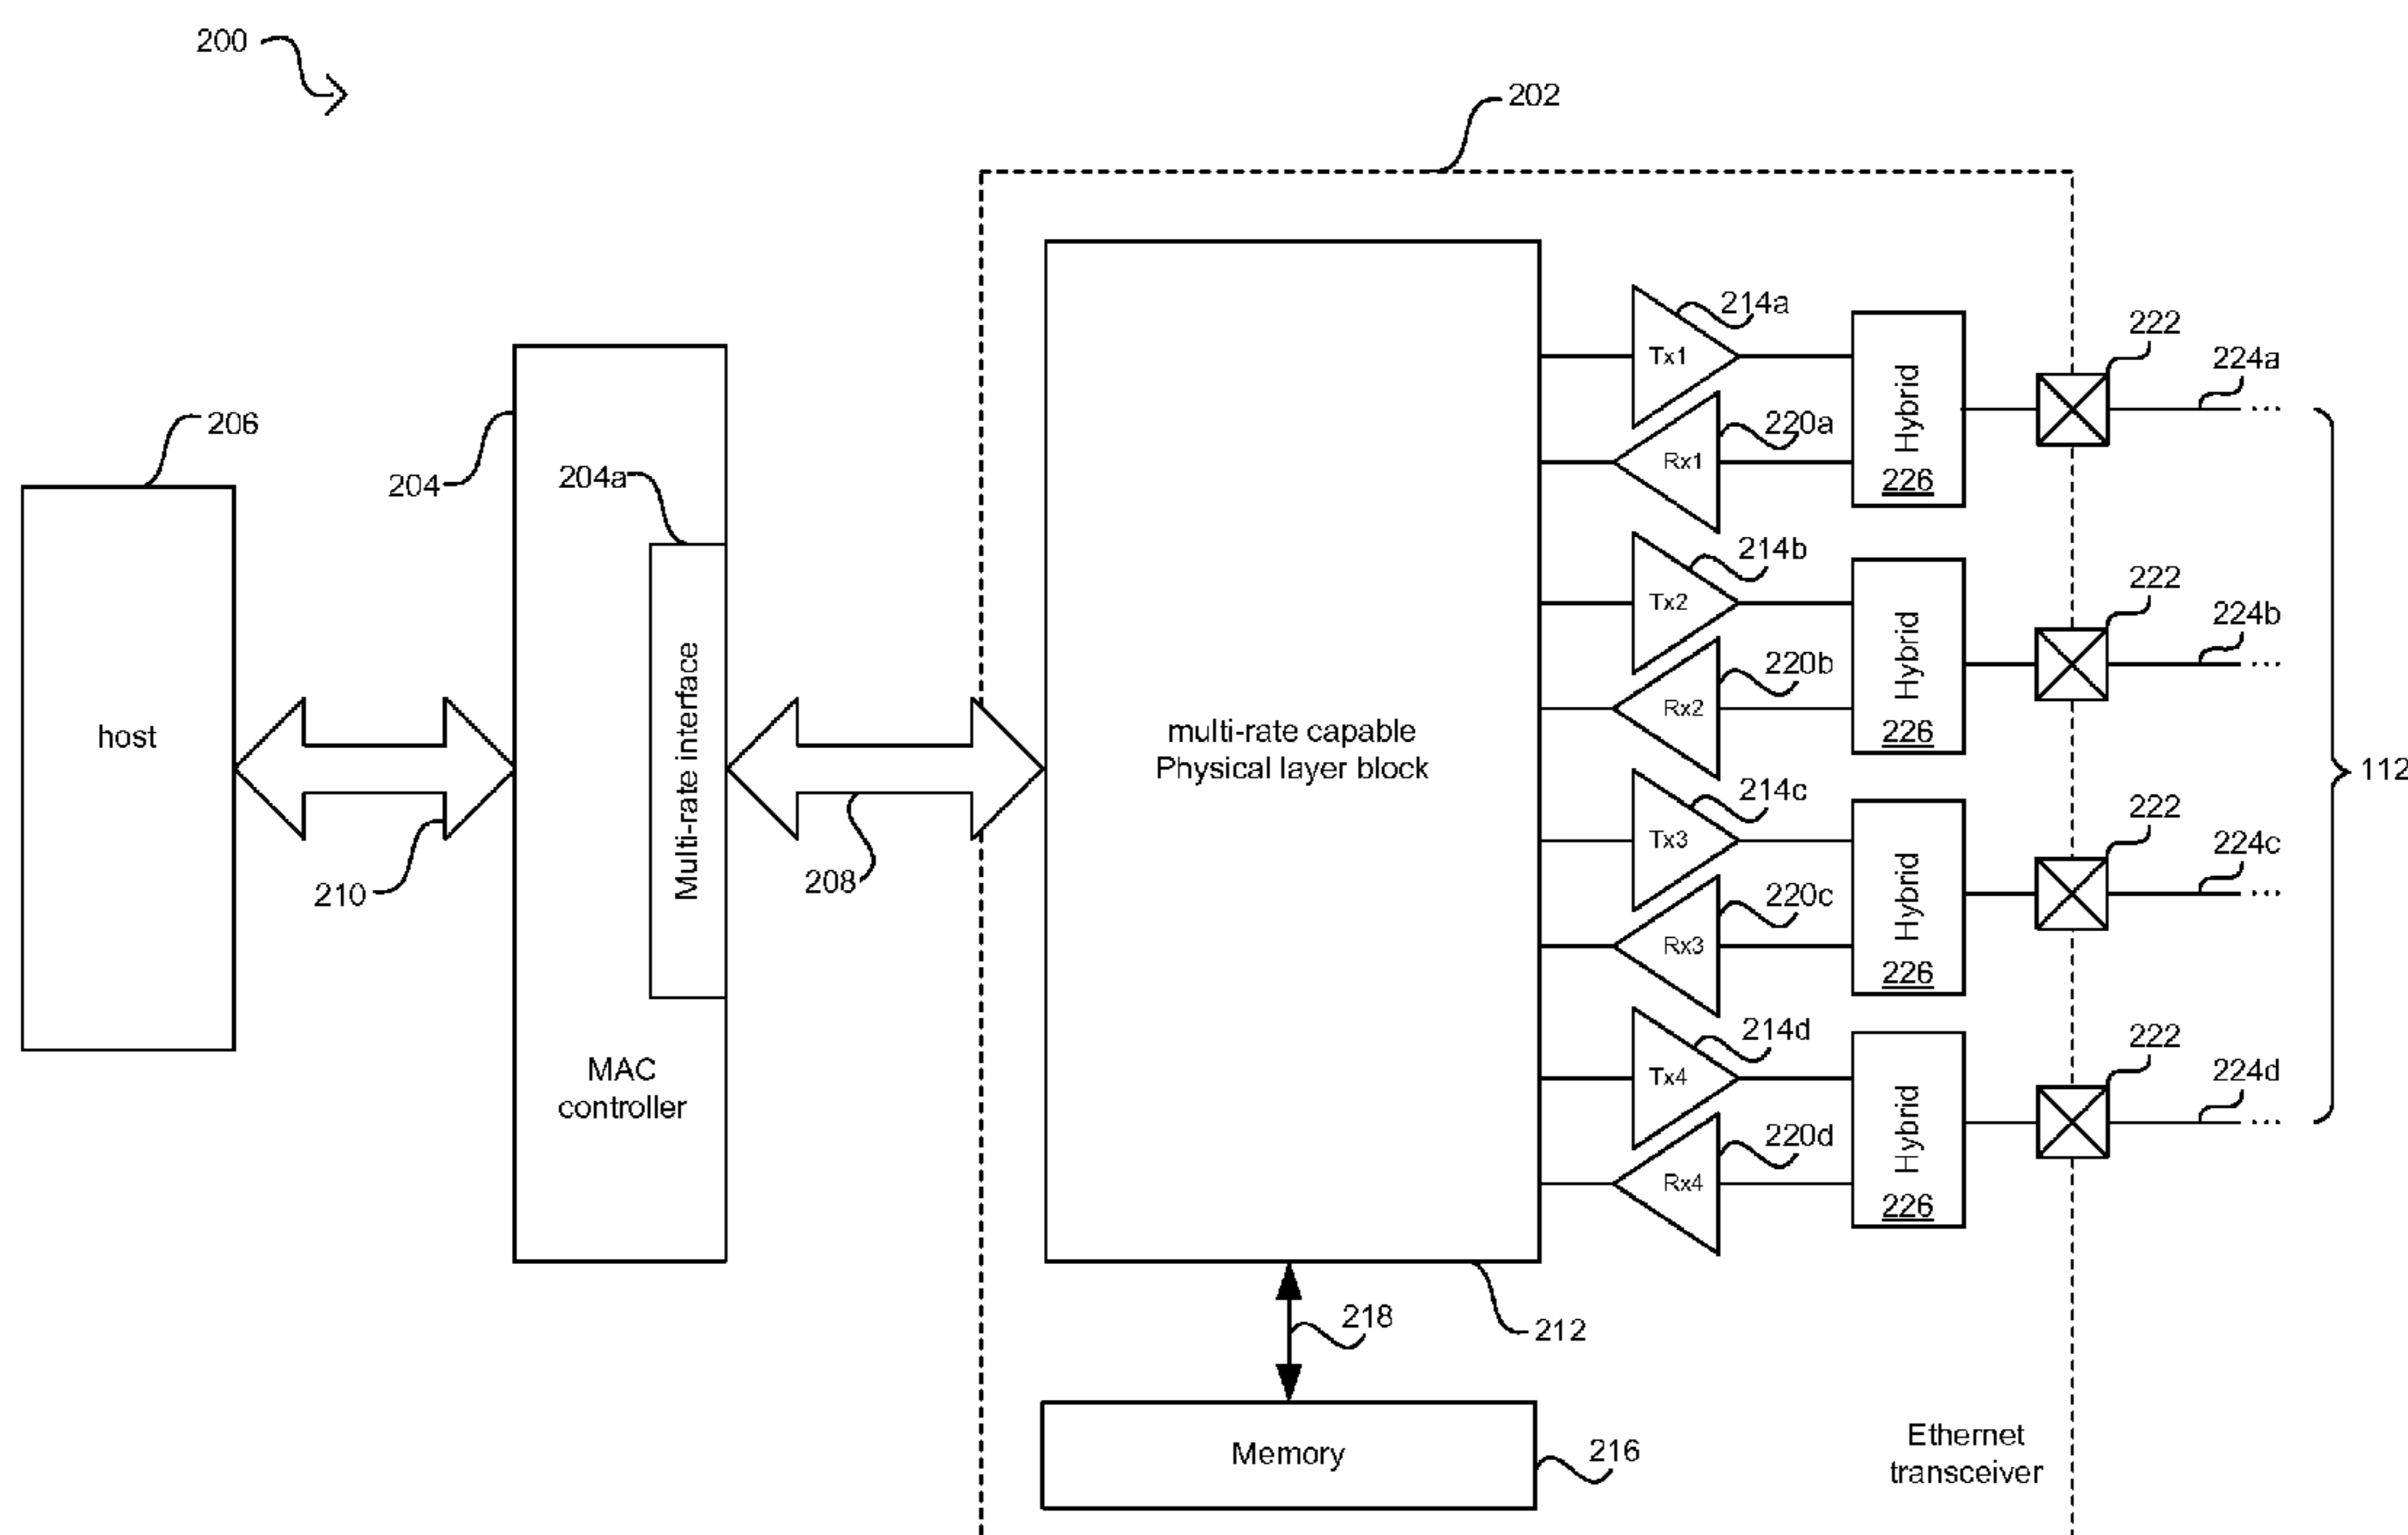 200
202
214a
222
224a
Tx1
Hybrid
226
206
220a
Rx1
204
204a
214b
222
224b
Tx2
Hybrid
226
220b
Rx2
host
Multi-rate interface
multi-rate capable
Physical layer block
112
214c
222
224c
Tx3
Hybrid
226
210
208
220c
Rx3
MAC
controller
214d
222
224d
Tx4
Hybrid
226
220d
Rx4
218
212
Memory
216
Ethernet
transceiver